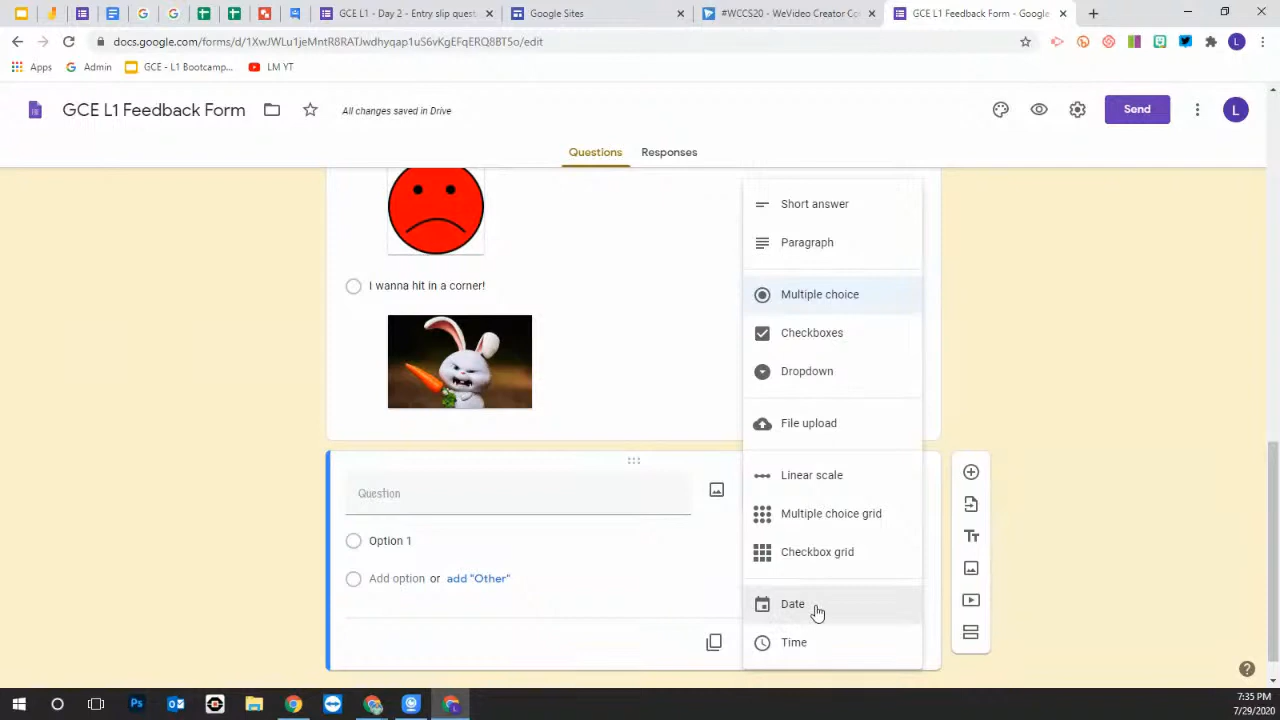 GCE L1 - Day 2 - Entry slip quest
Google Sites
#WCCS20 - WeVideo Creator Co
GCE L1 Feedback Form - Google
docs.google.com/forms/d/1XwJWLu1jeMntR8RATJwdhyqap1uS6vKgEFqERQ8BT5o/edit
L
Apps
Admin
GCE - L1 Bootcamp...
LM YT
GCE L1 Feedback Form
All changes saved in Drive
Send
L
Questions
Responses
Short answer
Paragraph
Multiple choice
I wanna hit in a corner!
Checkboxes
Dropdown
File upload
Linear scale
Question
Multiple choice grid
Option 1
Checkbox grid
Add option or add "Other"
Date
Time
7:35 PM
7/29/2020